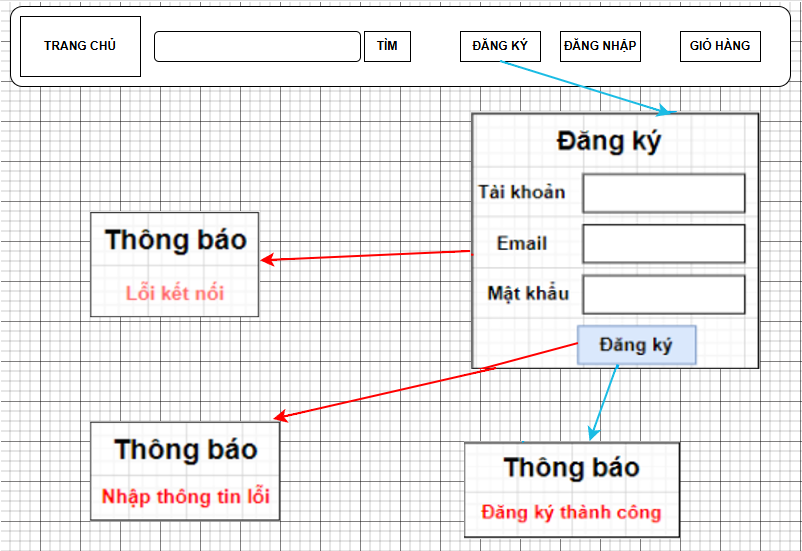 TRANG CHỦ
TÌM
ĐĂNG KÝ
ĐĂNG NHẬP
GIỎ HÀNG
Đăng ký
Tài khoản
Email
Mật khẩu
Đăng ký
Thông báo
Lỗi kết nối
Thông báo
Nhập thông tin lỗi
Thông báo
Đăng ký thành công